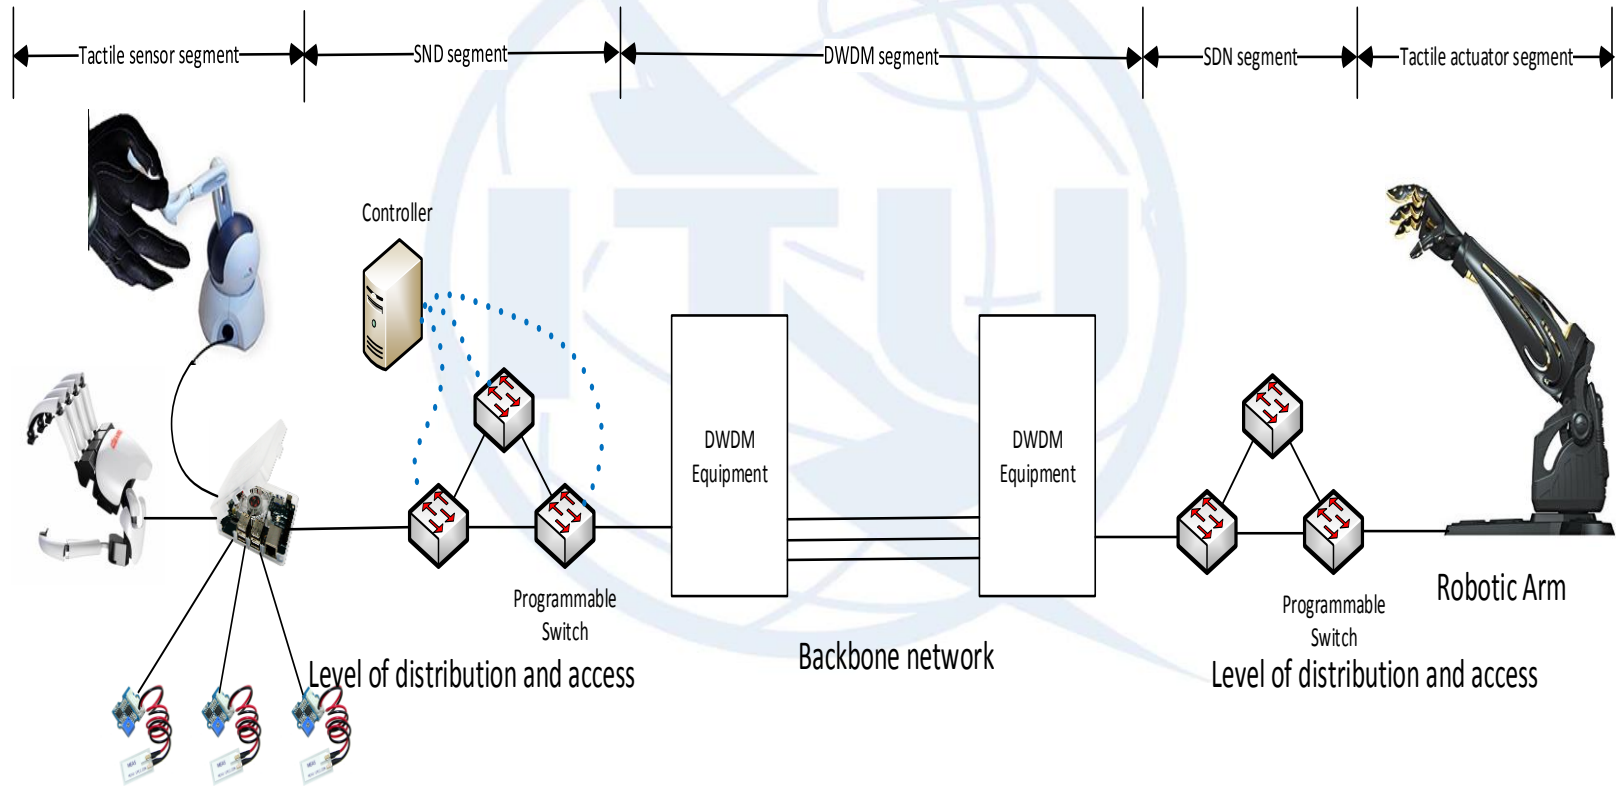 Tactile sensor segment
SND segment
DWDM segment
SDN segment
Tactile actuator segment
ITU
Controller
DWDM
Equipment
DWDM
Equipment
Programmable
Switch
Programmable
Switch
Robotic Arm
Backbone network
Level of distribution and access
Level of distribution and access